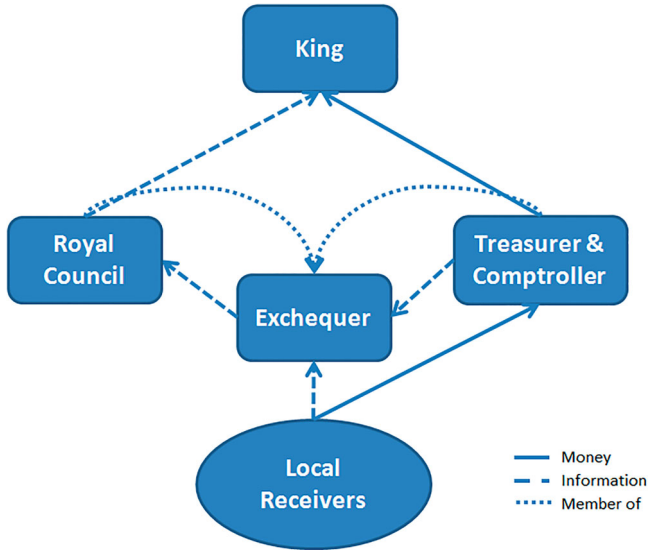 King
Royal
Council
Treasurer &
Comptroller
Exchequer
Local
Receivers
Money
Information
Member of